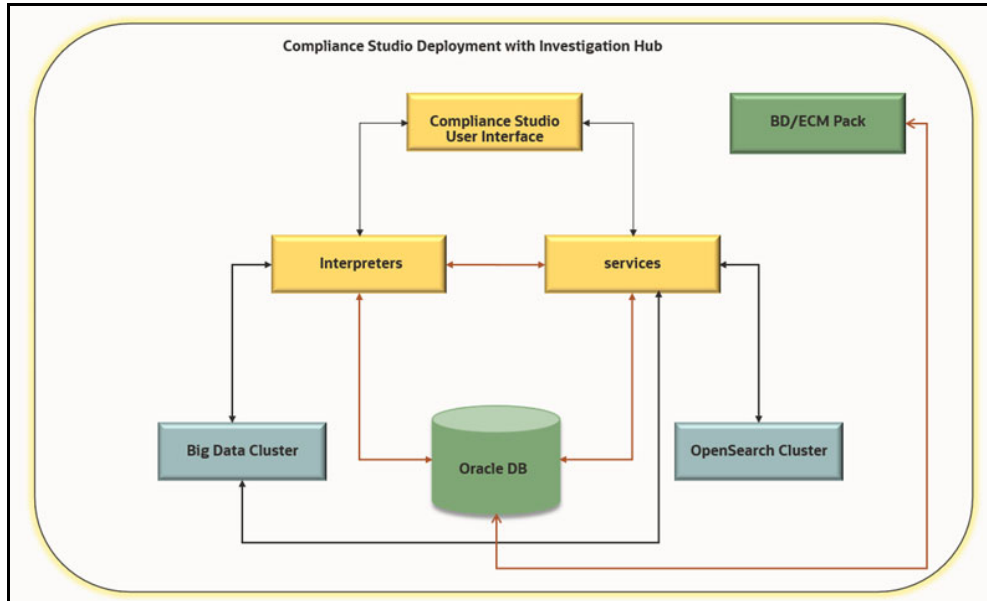 Compliance Studio Deployment with Investigation Hub
Compliance Studio
User Interface
BD/ECM Pack
Interpreters
services
Big Data Cluster
Oracle DB
OpenSearch Cluster